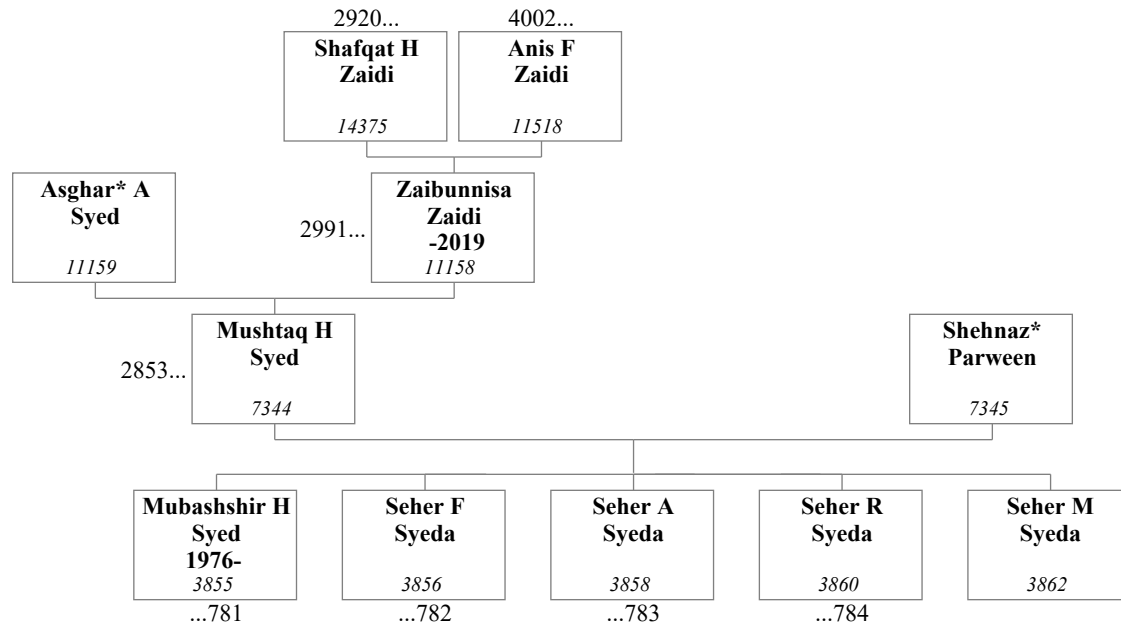 2920...
4002...
Shafqat H
Zaidi
14375
Anis F
Zaidi
11518
Asghar* A
Syed
11159
2991...
Zaibunnisa
Zaidi
-2019
11158
2853...
Mushtaq H
Syed
7344
Shehnaz*
Parween
7345
Mubashshir H
Syed
1976-
3855
Seher F
Syeda
3856
Seher A
Syeda
3858
Seher R
Syeda
3860
Seher M
Syeda
3862
...781
...782
...783
...784